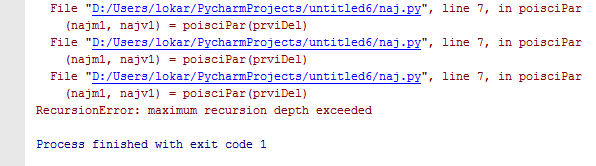 File "D:/Users/lokar/PycharmProjects/untitled6/naj.py", line 7, in poisciPar
(najm1, najv1) = poisciPar(prviDel)
File "D:/Users/lokar/PycharmProjects/untitled6/naj.py", line 7, in poisciPar
(najm1, najv1) = poisciPar(prviDel)
File "D:/Users/lokar/PycharmProjects/untitled6/naj.py", line 7, in poisciPar
(najm1, najv1) = poisciPar(prviDel)
RecursionError: maximum recursion depth exceeded
Process finished with exit code 1